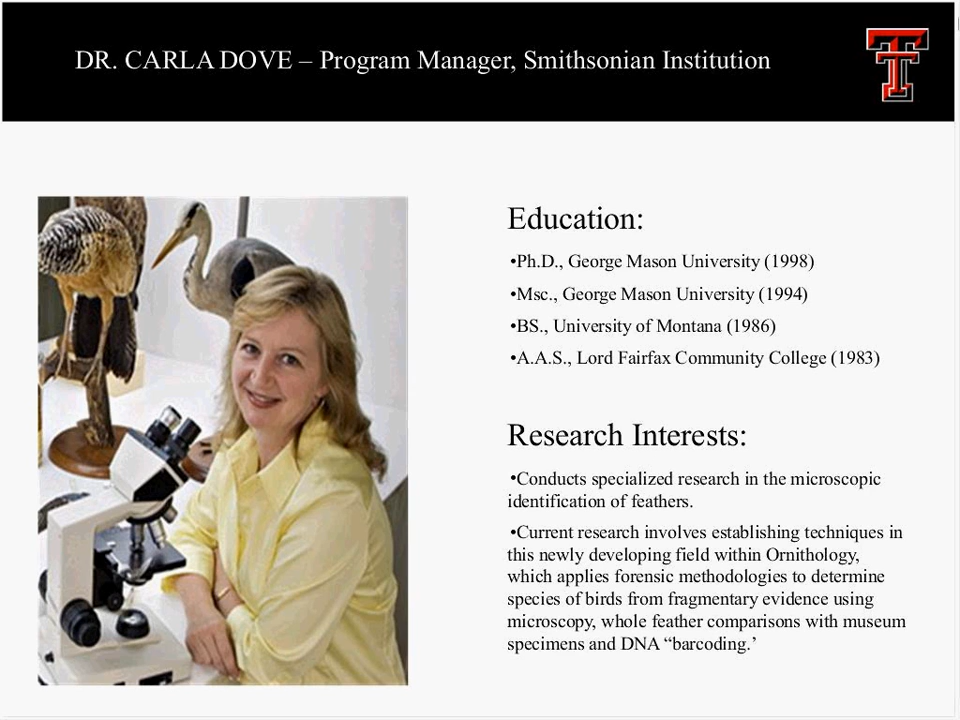 DR. CARLA DOVE – Program Manager, Smithsonian Institution
Education:
•Ph.D., George Mason University (1998)
•Msc., George Mason University (1994)
•BS., University of Montana (1986)
•A.A.S., Lord Fairfax Community College (1983)
Research Interests:
•Conducts specialized research in the microscopic
identification of feathers.
•Current research involves establishing techniques in
this newly developing field within Ornithology,
which applies forensic methodologies to determine
species of birds from fragmentary evidence using
microscopy, whole feather comparisons with museum
specimens and DNA “barcoding.’